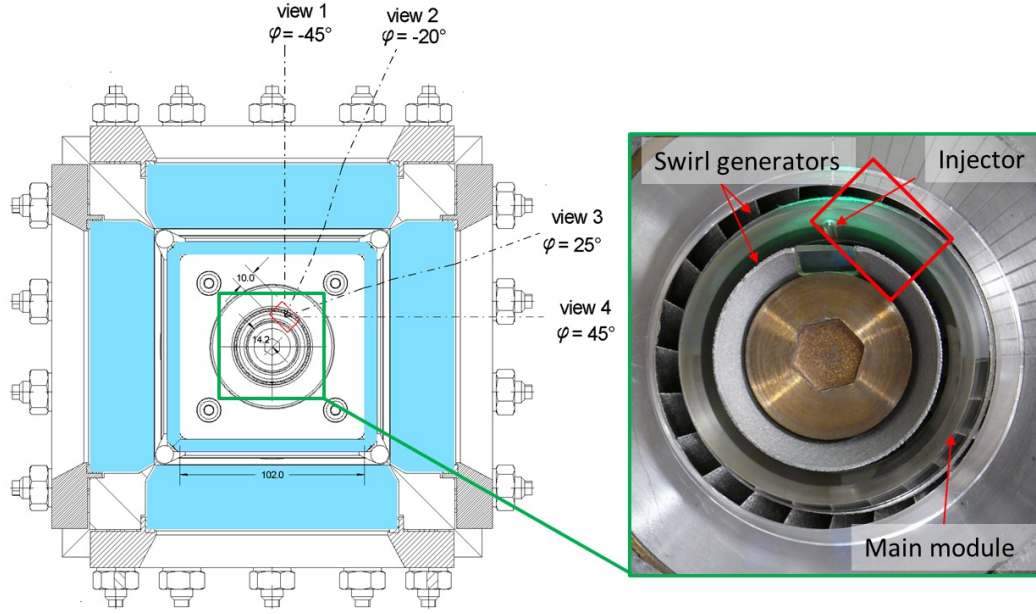 view 1
φ = -45°
view 2
φ = -20°
view 3
φ = 25°
view 4
φ = 45°
10.0
14.2
102.0
Swirl generators
Injector
Main module